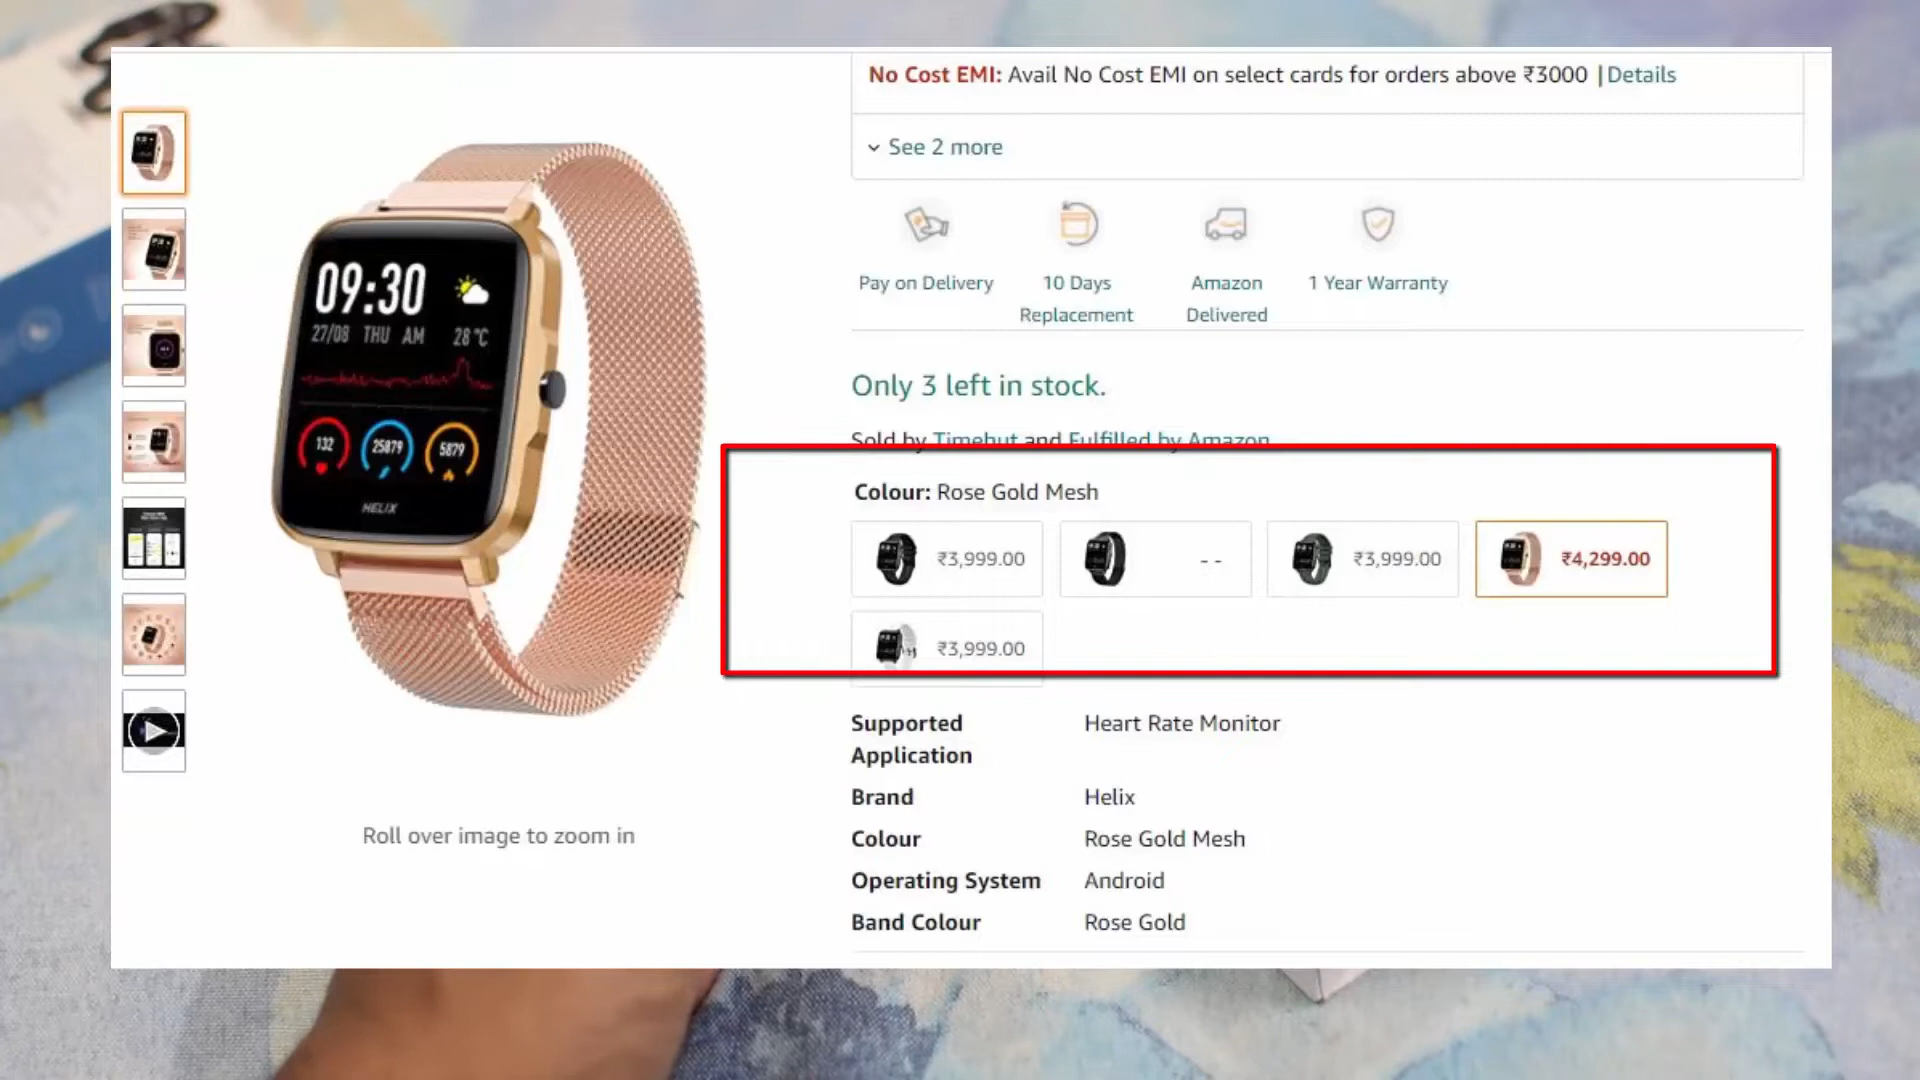 No Cost EMI: Avail No Cost EMI on select cards for orders above ₹3000 | Details
See 2 more
Pay on Delivery
10 Days
Replacement
Amazon
Delivered
1 Year Warranty
Only 3 left in stock.
Sold by Timehut and Fulfilled by Amazon
Colour: Rose Gold Mesh
₹3,999.00
- -
₹3,999.00
₹4,299.00
₹3,999.00
Supported
Application
Heart Rate Monitor
Brand
Helix
Colour
Rose Gold Mesh
Operating System
Android
Band Colour
Rose Gold
09:30
27/08 THU AM 28°C
132
25879
5879
HELIX
Roll over image to zoom in